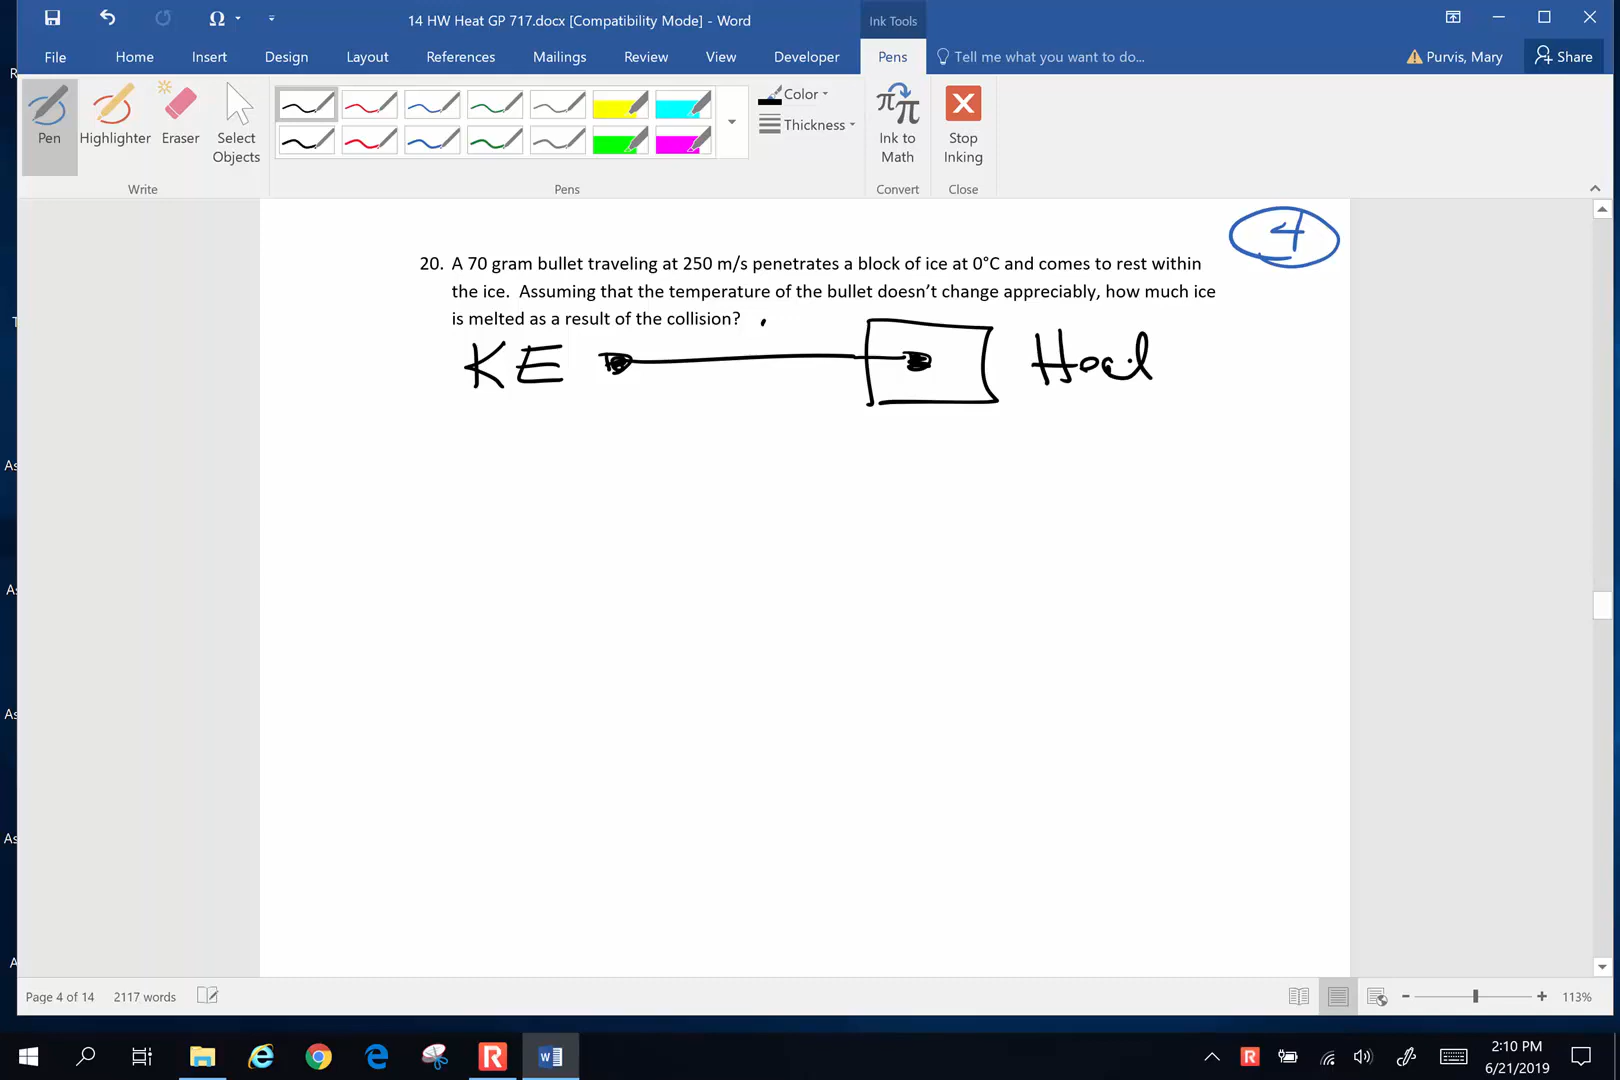 14 HW Heat GP 717.docx [Compatibility Mode] - Word
Ink Tools
File Home Insert Design Layout References Mailings Review View Developer Pens Tell me what you want to do... Purvis, Mary Share
Pen Highlighter Eraser Select Objects
Color
Thickness
Ink to Math
Stop Inking
Write Pens Convert Close
4
20. A 70 gram bullet traveling at 250 m/s penetrates a block of ice at 0°C and comes to rest within
the ice. Assuming that the temperature of the bullet doesn't change appreciably, how much ice
is melted as a result of the collision?
KE
As
As
As
As
Page 4 of 14 2117 words 113%
2:10 PM
6/21/2019